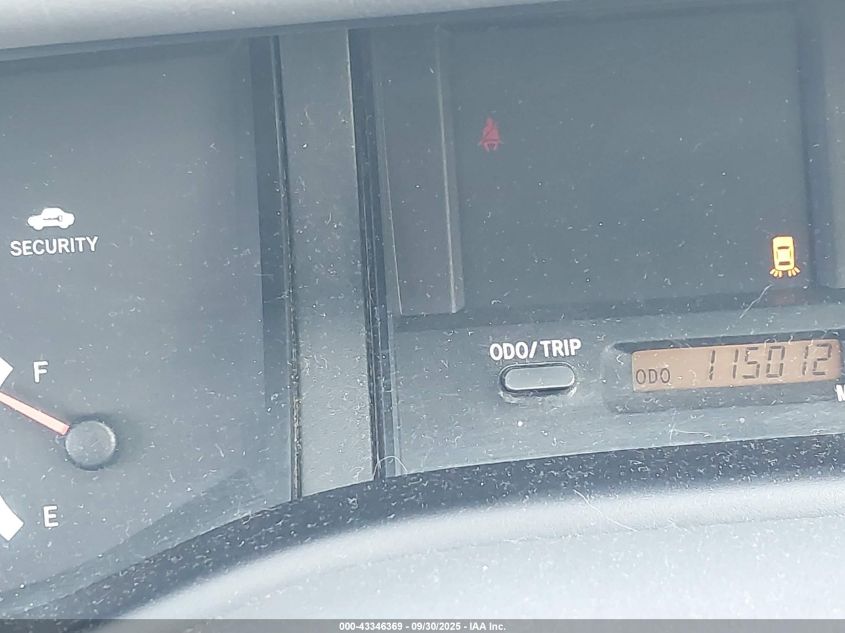 SECURITY
ODO/TRIP
F
ODO 115012
E
000-43346369 - 09/30/2025 - IAA Inc.